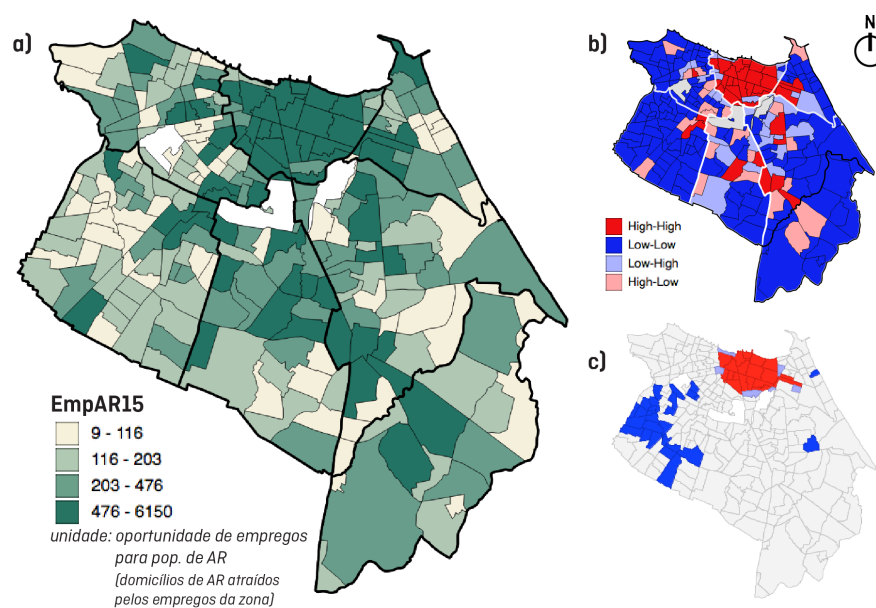 a)
b)
N
High-High
Low-Low
Low-High
High-Low
c)
EmpAR15
9 - 116
116 - 203
203 - 476
476 - 6150
unidade: oportunidade de empregos
para pop. de AR
(domicílios de AR atraídos
pelos empregos da zona)